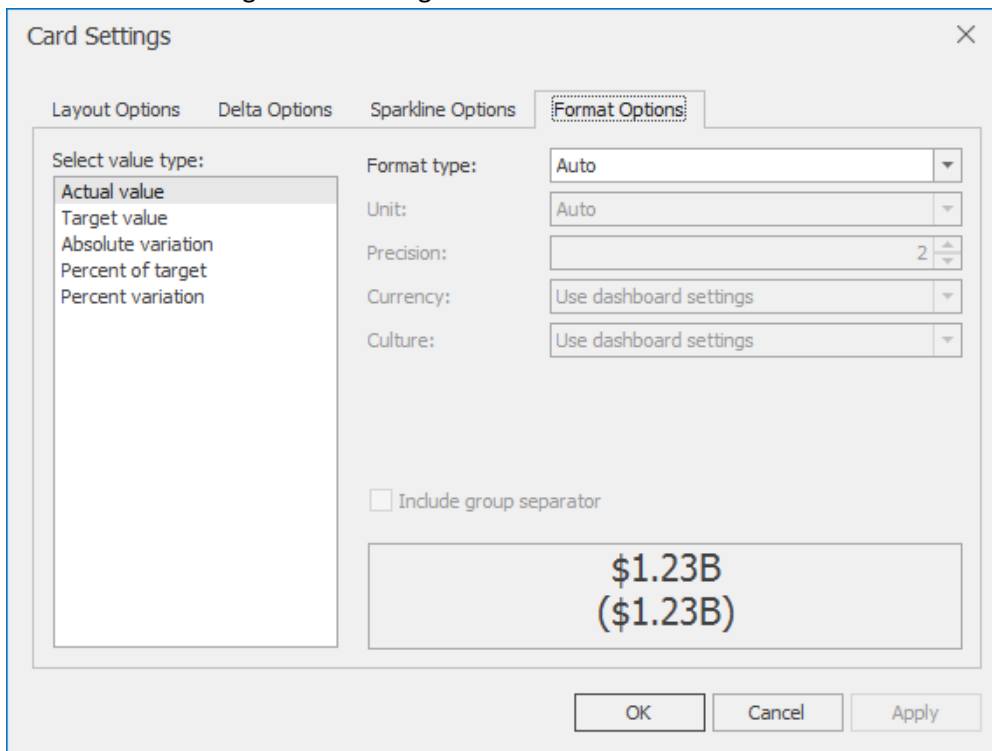 Card Settings
Layout Options Delta Options Sparkline Options Format Options
Select value type:
Actual value
Target value
Absolute variation
Percent of target
Percent variation
Format type: Auto
Unit: Auto
Precision: 2
Currency: Use dashboard settings
Culture: Use dashboard settings
Include group separator
$1.23B
($1.23B)
OK Cancel Apply